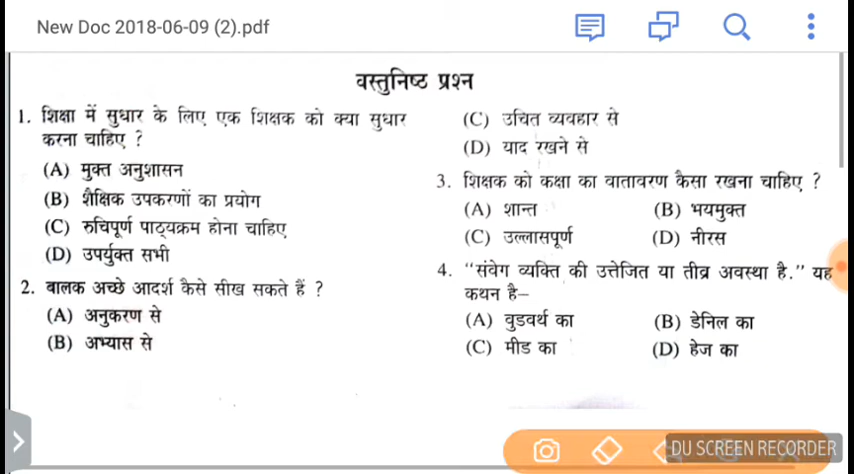 New Doc 2018-06-09 (2).pdf
वस्तुनिष्ठ प्रश्न
1. शिक्षा में सुधार के लिए एक शिक्षक को क्या सुधार
करना चाहिए ?
(A) मुक्त अनुशासन
(B) शैक्षिक उपकरणों का प्रयोग
(C) रुचिपूर्ण पाठ्यक्रम होना चाहिए
(D) उपर्युक्त सभी
2. बालक अच्छे आदर्श कैसे सीख सकते हैं ?
(A) अनुकरण से
(B) अभ्यास से
(C) उचित व्यवहार से
(D) याद रखने से
3. शिक्षक को कक्षा का वातावरण कैसा रखना चाहिए ?
(A) शान्त (B) भयमुक्त
(C) उल्लासपूर्ण (D) नीरस
4. “संवेग व्यक्ति की उत्तेजित या तीव्र अवस्था है.” यह
कथन है–
(A) वुडवर्थ का (B) डेनिल का
(C) मीड का (D) हेज का
DU SCREEN RECORDER